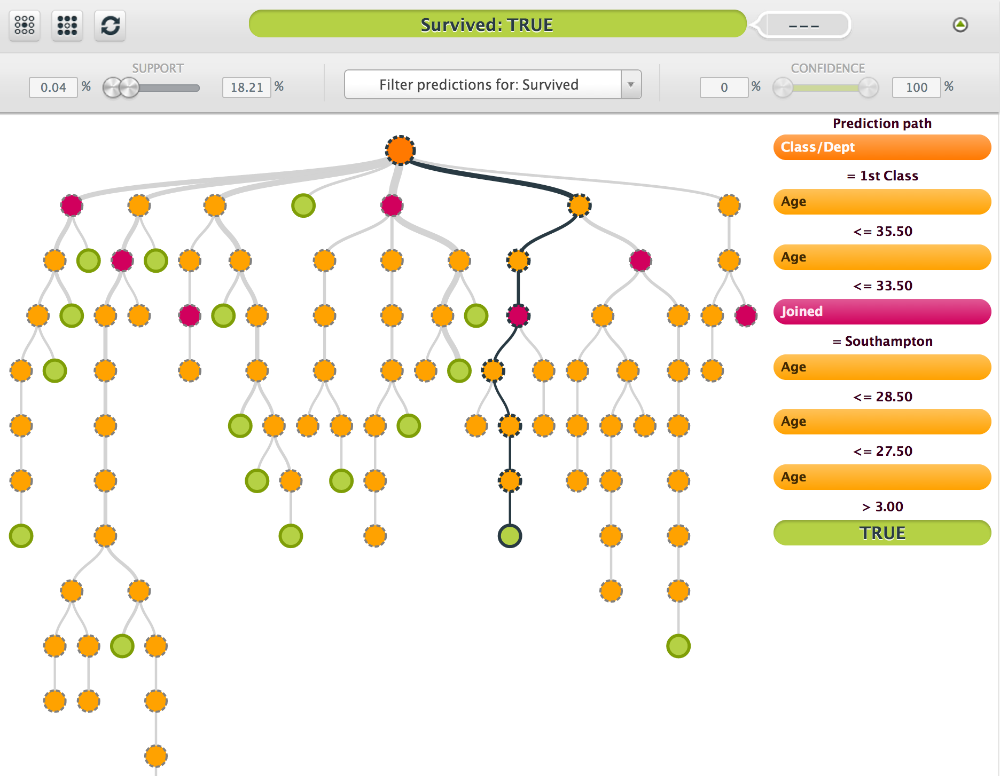 Survived: TRUE
---
SUPPORT
0.04 %
18.21 %
Filter predictions for: Survived
CONFIDENCE
0 %
100 %
Prediction path
Class/Dept
= 1st Class
Age
<= 35.50
Age
<= 33.50
Joined
= Southampton
Age
<= 28.50
Age
<= 27.50
Age
> 3.00
TRUE